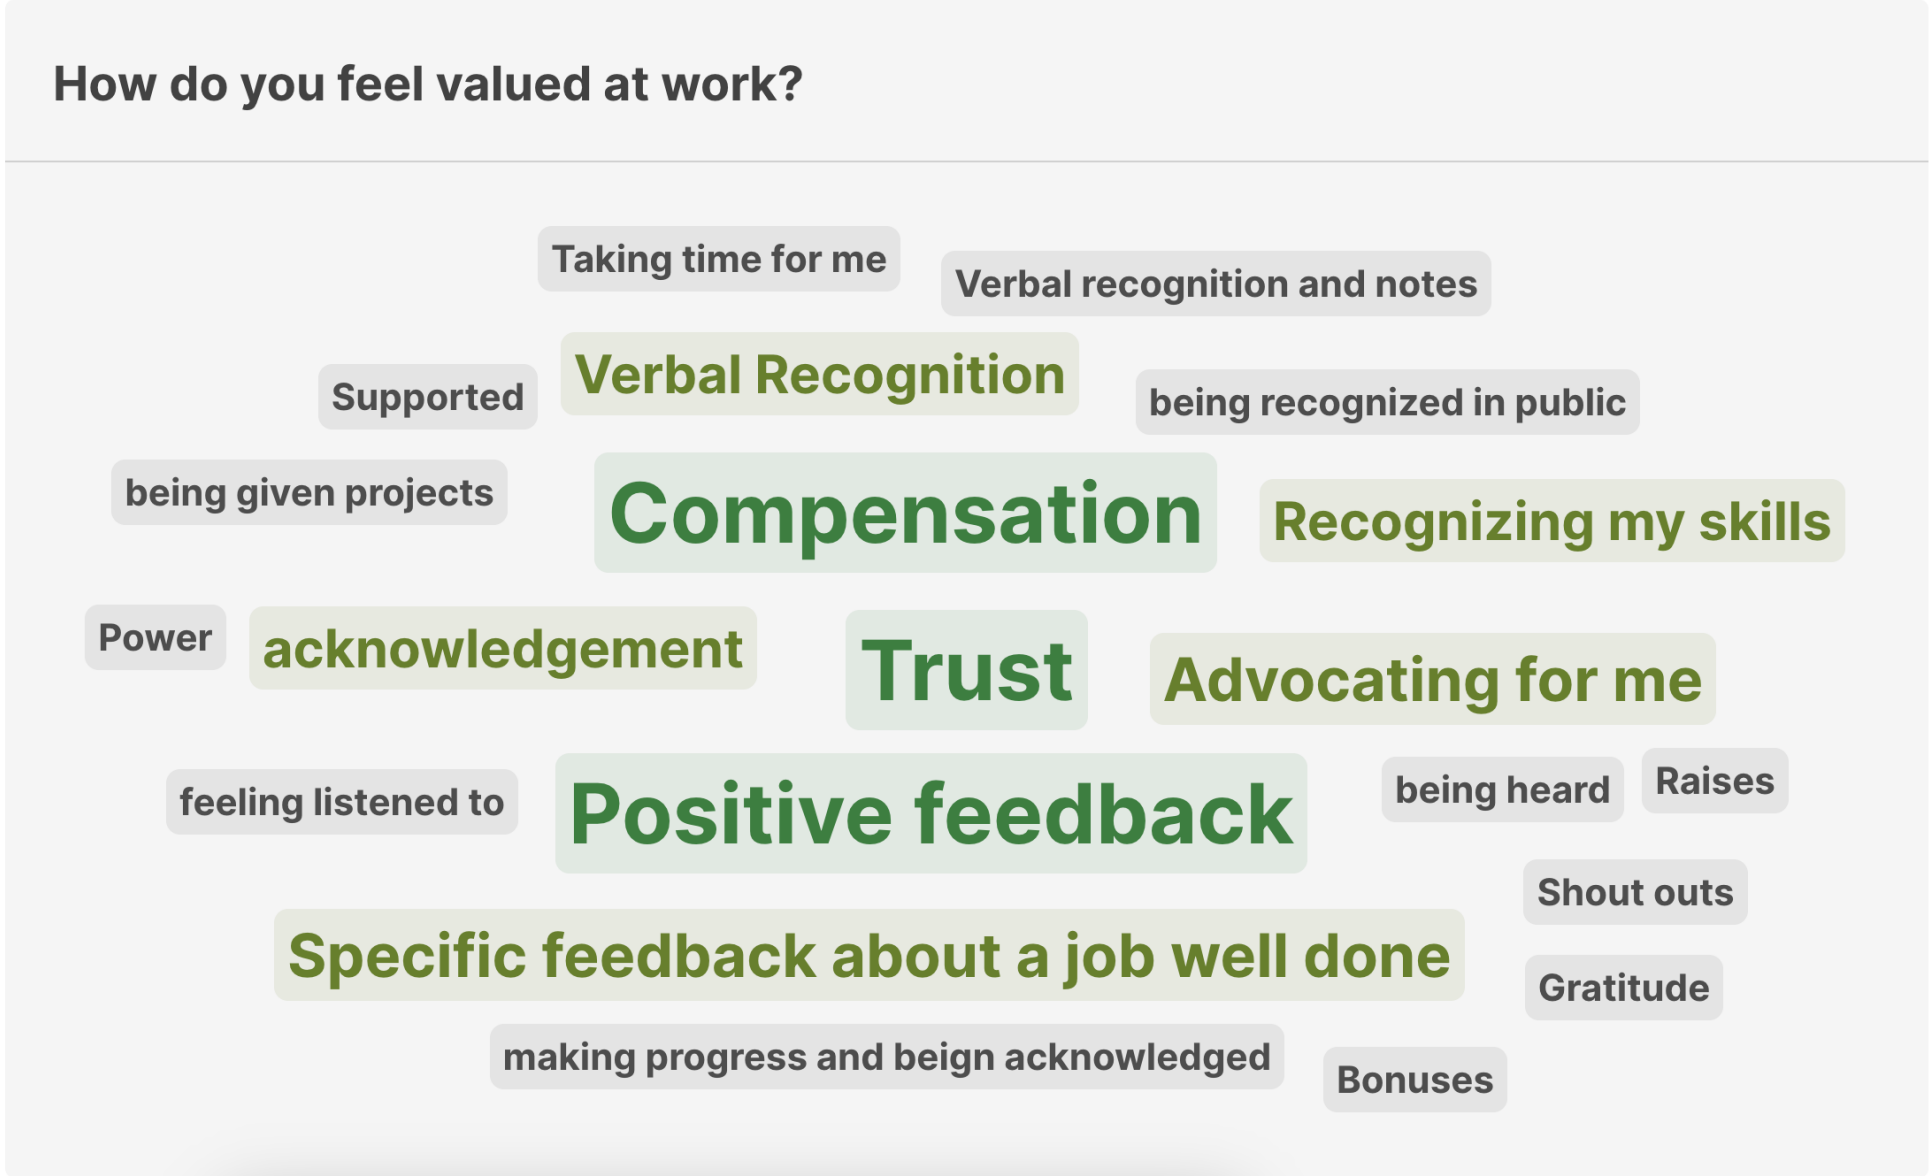 How do you feel valued at work?
Taking time for me
Verbal recognition and notes
Verbal Recognition
Supported
being recognized in public
being given projects
Compensation
Recognizing my skills
Power
acknowledgement
Trust
Advocating for me
feeling listened to
Positive feedback
being heard
Raises
Shout outs
Specific feedback about a job well done
Gratitude
making progress and beign acknowledged
Bonuses